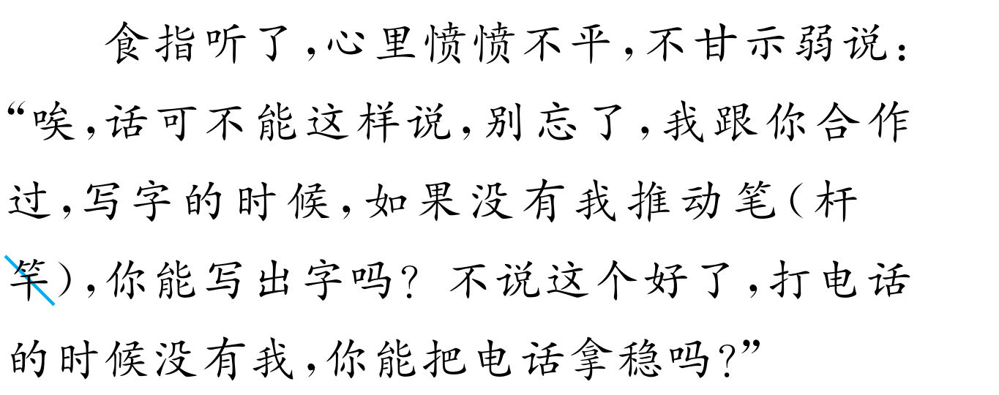 食指听了,心里愤愤不平,不甘示弱说:
“唉,话可不能这样说,别忘了,我跟你合作
过,写字的时候,如果没有我推动笔(杆
竿),你能写出字吗? 不说这个好了,打电话
的时候没有我,你能把电话拿稳吗?”